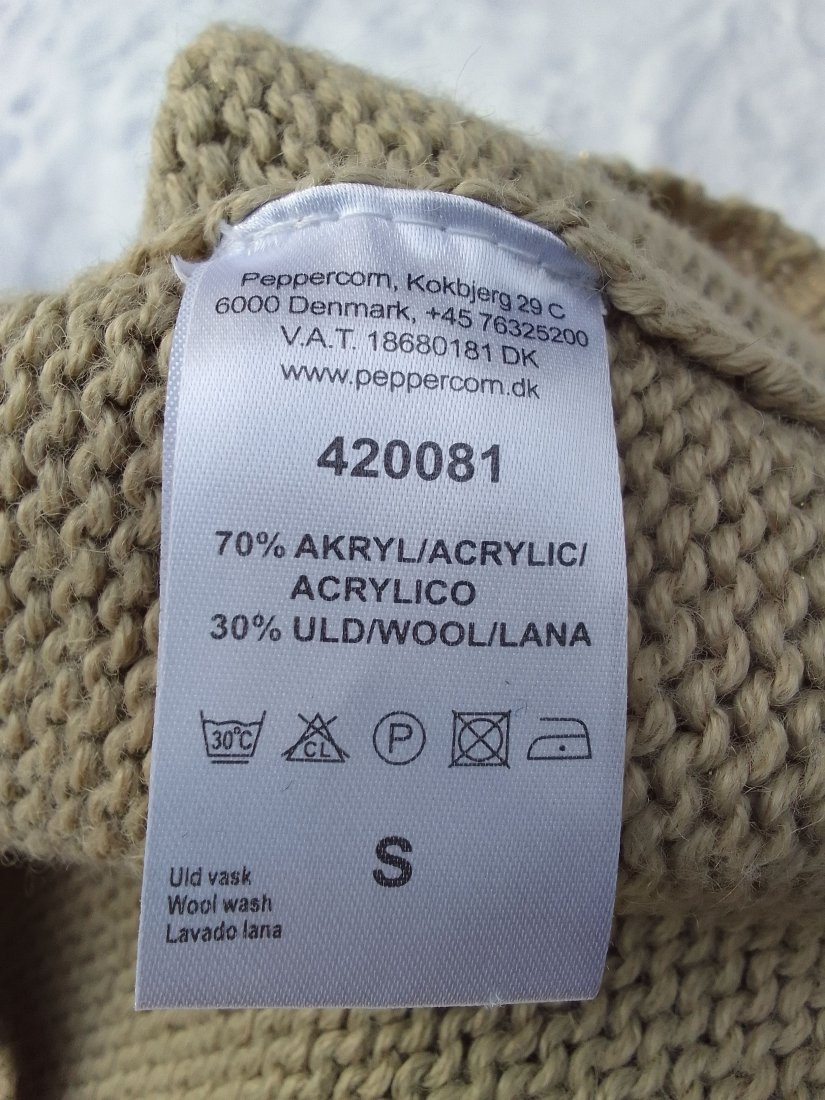 Peppercorn, Kokbjerg 29 C
6000 Denmark, +45 76325200
V.A.T. 18680181 DK
www.peppercorn.dk
420081
70% AKRYL/ACRYLIC/
ACRYLICO
30% ULD/WOOL/LANA
30°C CL P
S
Uld vask
Wool wash
Lavado lana